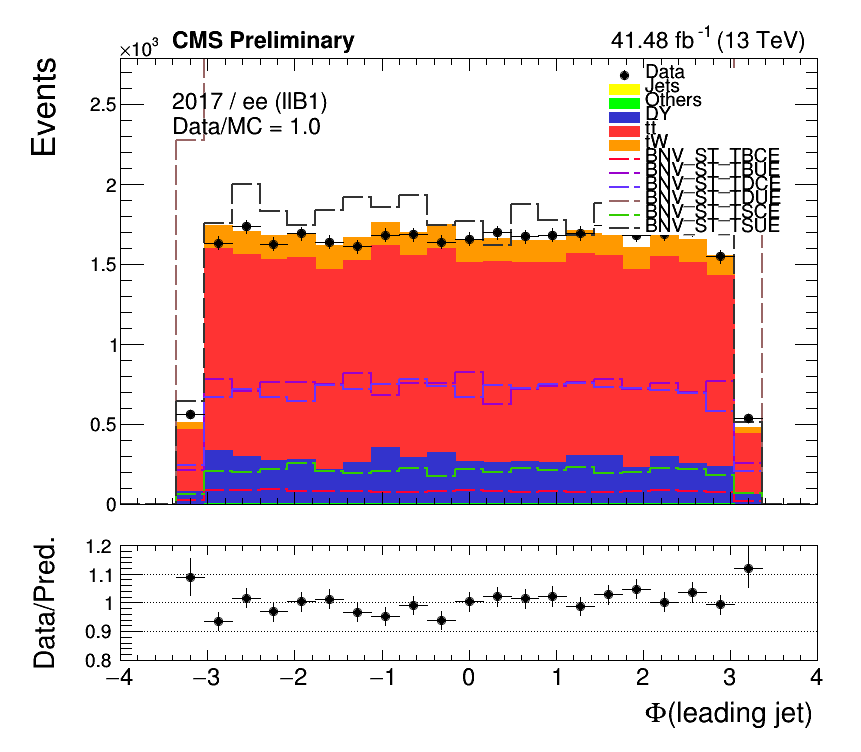 ×10³ CMS Preliminary 41.48 fb⁻¹ (13 TeV)
Events
2017 / ee (IIB1)
Data/MC = 1.0
Data
Jets
Others
DY
tt
tW
BNV_ST_TBCE
BNV_ST_TBUE
BNV_ST_TDCE
BNV_ST_TDUE
BNV_ST_TSCE
BNV_ST_TSUE
2.5
2
1.5
1
0.5
0
Data/Pred.
1.2
1.1
1
0.9
0.8
−4 −3 −2 −1 0 1 2 3 4
Φ(leading jet)